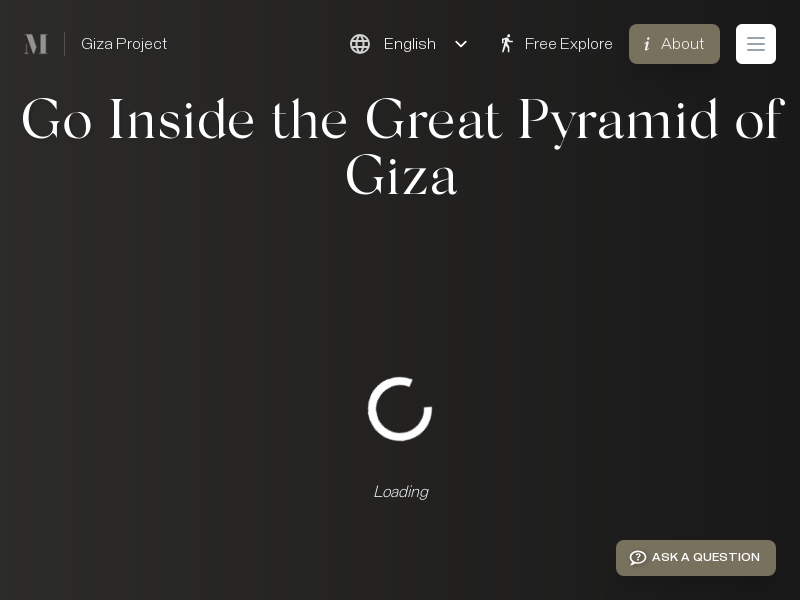 M
Giza Project
English
Free Explore
i About
Go Inside the Great Pyramid of
Giza
Loading
? ASK A QUESTION